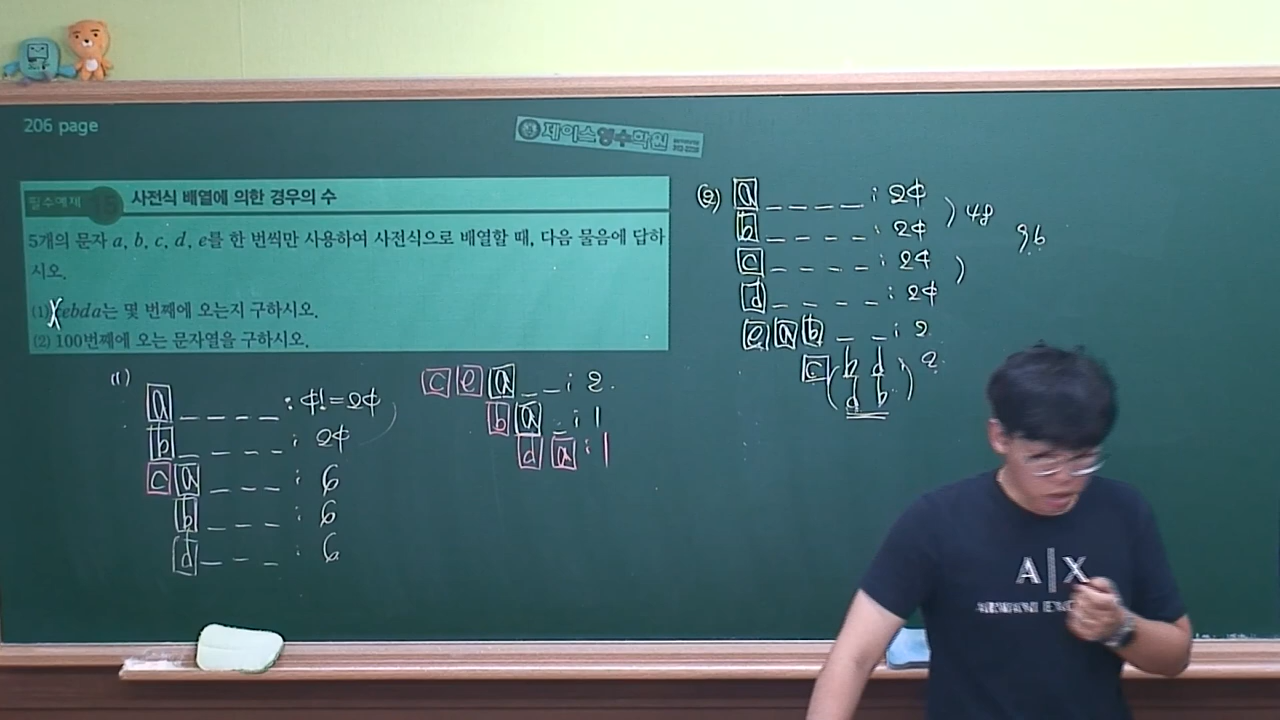 206 page
제이스영수학원
필수예제 15 사전식 배열에 의한 경우의 수
5개의 문자 a, b, c, d, e를 한 번씩만 사용하여 사전식으로 배열할 때, 다음 물음에 답하
시오.
(1) cebda는 몇 번째에 오는지 구하시오.
(2) 100번째에 오는 문자열을 구하시오.
(1)
a _ _ _ _ : 4! = 24
b _ _ _ _ : 24
c a _ _ _ : 6
b _ _ _ : 6
d _ _ _ : 6
c e a _ _ : 2
b a _ : 1
d a : 1
(2)
a _ _ _ _ : 24
b _ _ _ _ : 24
) 48
c _ _ _ _ : 24
d _ _ _ _ : 24
)
96
e a b _ _ : 2
c ( b d : 2
d b )
A|X